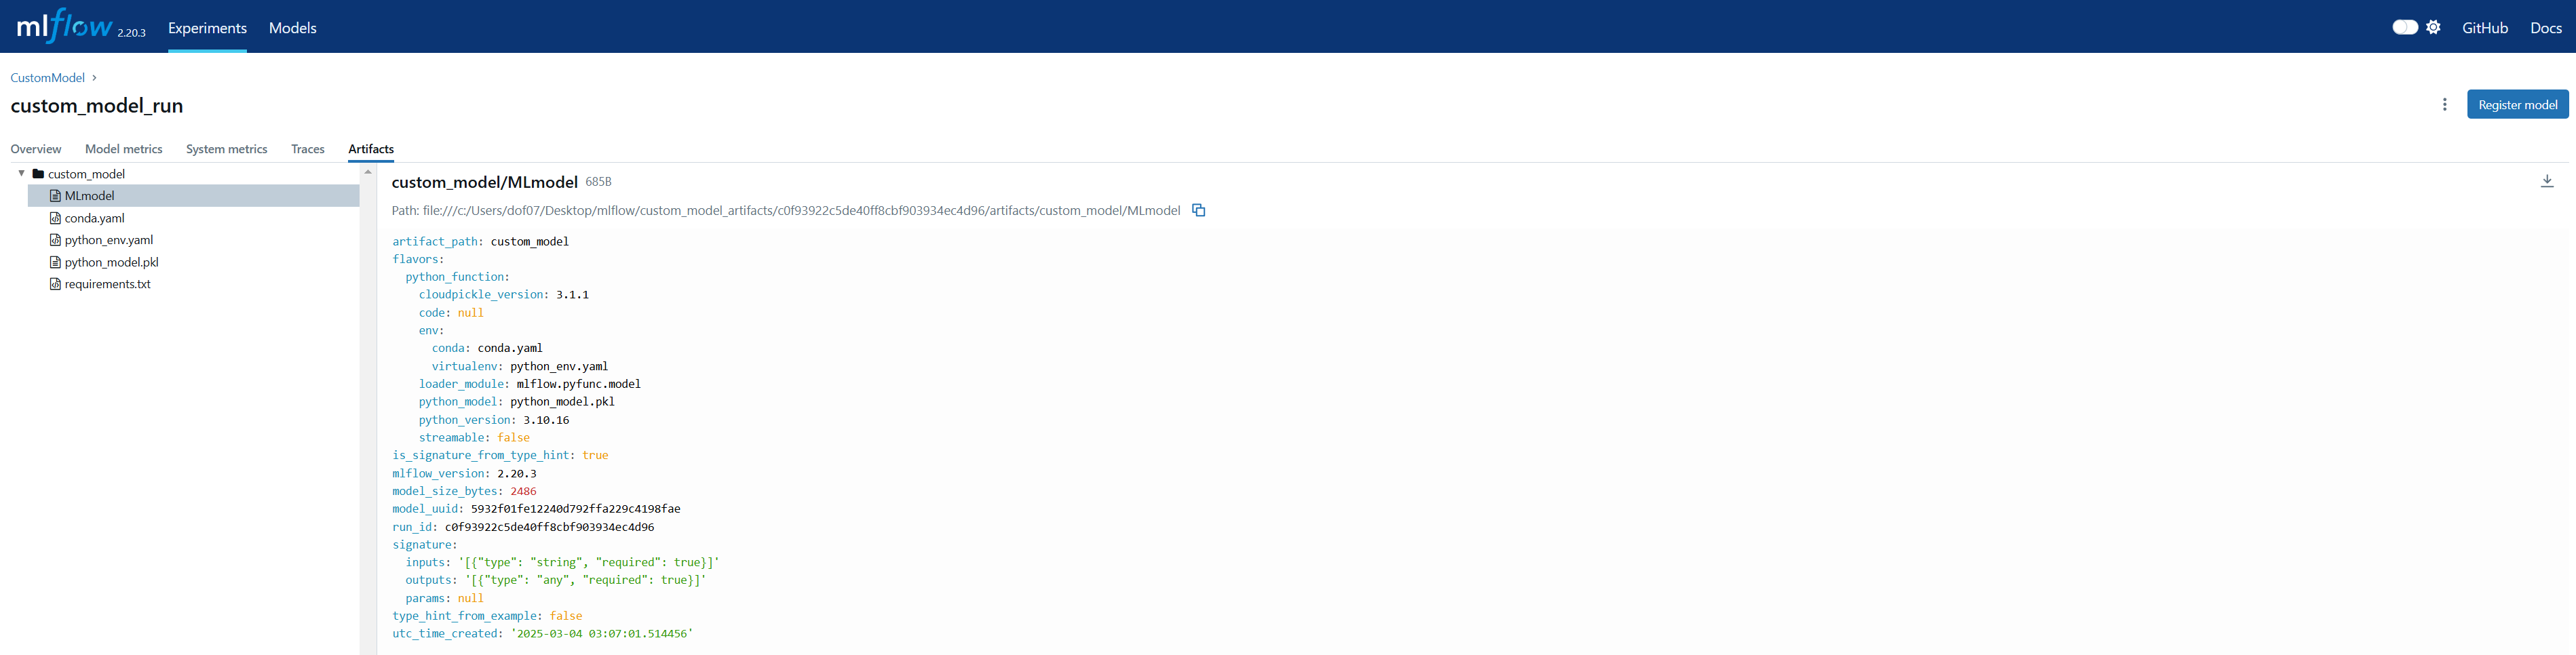 mlflow 2.20.3 Experiments Models GitHub Docs
CustomModel
custom_model_run
Register model
Overview Model metrics System metrics Traces Artifacts
custom_model
MLmodel
conda.yaml
python_env.yaml
python_model.pkl
requirements.txt
custom_model/MLmodel 685B
Path: file:///c:/Users/dof07/Desktop/mlflow/custom_model_artifacts/c0f93922c5de40ff8cbf903934ec4d96/artifacts/custom_model/MLmodel
artifact_path: custom_model
flavors:
  python_function:
    cloudpickle_version: 3.1.1
    code: null
    env:
      conda: conda.yaml
      virtualenv: python_env.yaml
    loader_module: mlflow.pyfunc.model
    python_model: python_model.pkl
    python_version: 3.10.16
    streamable: false
is_signature_from_type_hint: true
mlflow_version: 2.20.3
model_size_bytes: 2486
model_uuid: 5932f01fe12240d792ffa229c4198fae
run_id: c0f93922c5de40ff8cbf903934ec4d96
signature:
  inputs: '[{"type": "string", "required": true}]'
  outputs: '[{"type": "any", "required": true}]'
  params: null
type_hint_from_example: false
utc_time_created: '2025-03-04 03:07:01.514456'